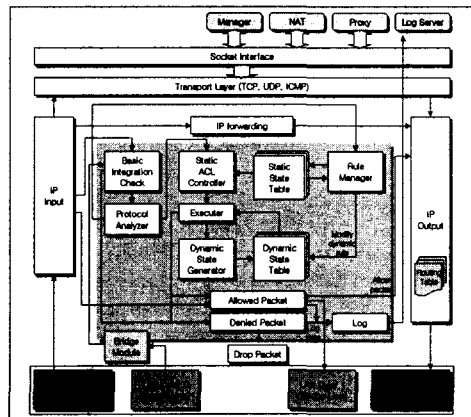 Manager
NAT
Proxy
Log Server
Socket Interface
Transport Layer (TCP, UDP, ICMP)
IP forwarding
IP
Input
Basic
Integration
Check
Static
ACL
Controller
Static
State
Table
Rule
Manager
Protocol
Analyzer
Executer
IP
Output
Modify
dynamic
Dynamic
State
Generator
Dynamic
State
Table
Routing
Table
Allowed Packet
Denied Packet
Log
Bridge
Module
Drop Packet